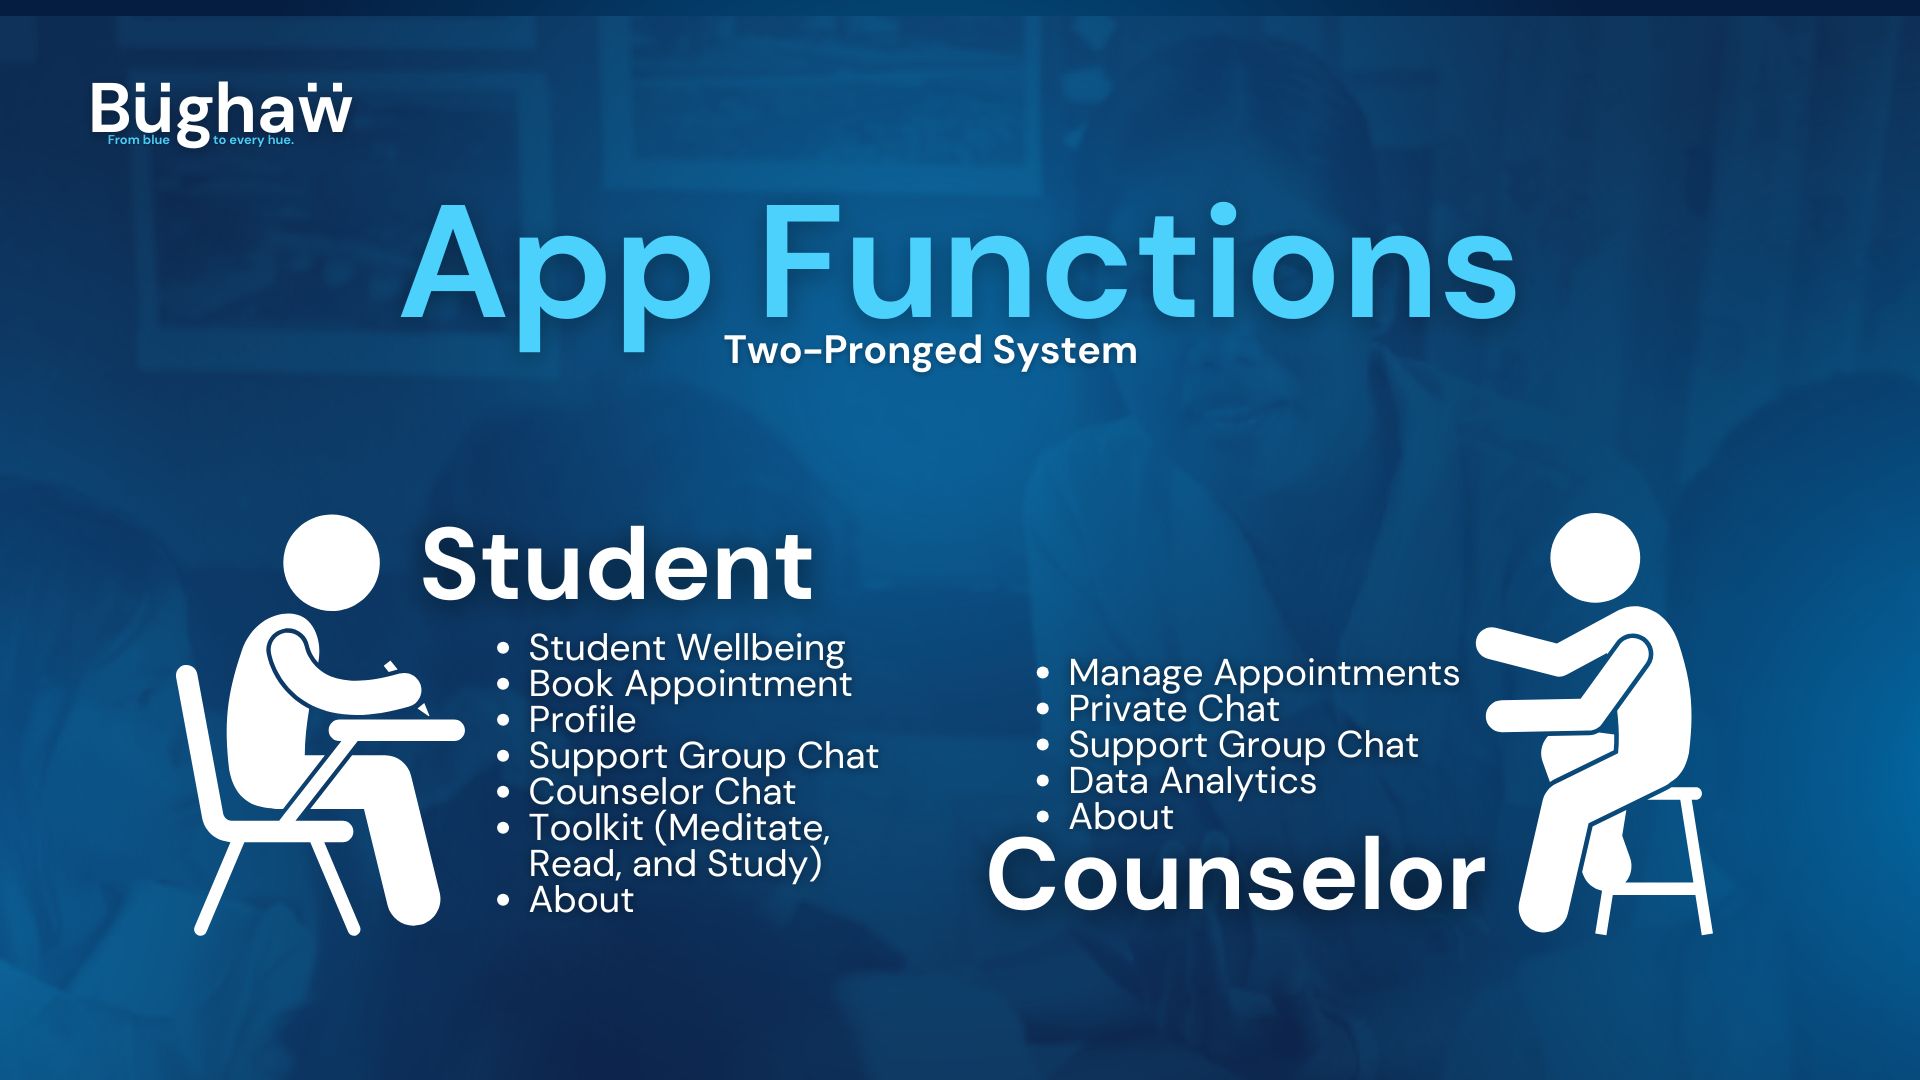 Büghaẅ
From blue to every hue.
App Functions
Two-Pronged System
Student
• Student Wellbeing
• Book Appointment
• Profile
• Support Group Chat
• Counselor Chat
• Toolkit (Meditate,
Read, and Study)
• About
• Manage Appointments
• Private Chat
• Support Group Chat
• Data Analytics
• About
Counselor